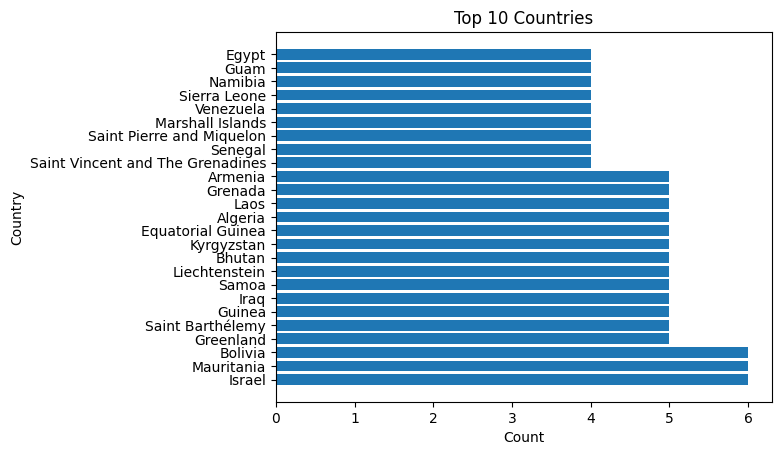 Top 10 Countries
Egypt
Guam
Namibia
Sierra Leone
Venezuela
Marshall Islands
Saint Pierre and Miquelon
Senegal
Saint Vincent and The Grenadines
Armenia
Grenada
Laos
Algeria
Equatorial Guinea
Kyrgyzstan
Bhutan
Liechtenstein
Samoa
Iraq
Guinea
Saint Barthélemy
Greenland
Bolivia
Mauritania
Israel
Country
0 1 2 3 4 5 6
Count